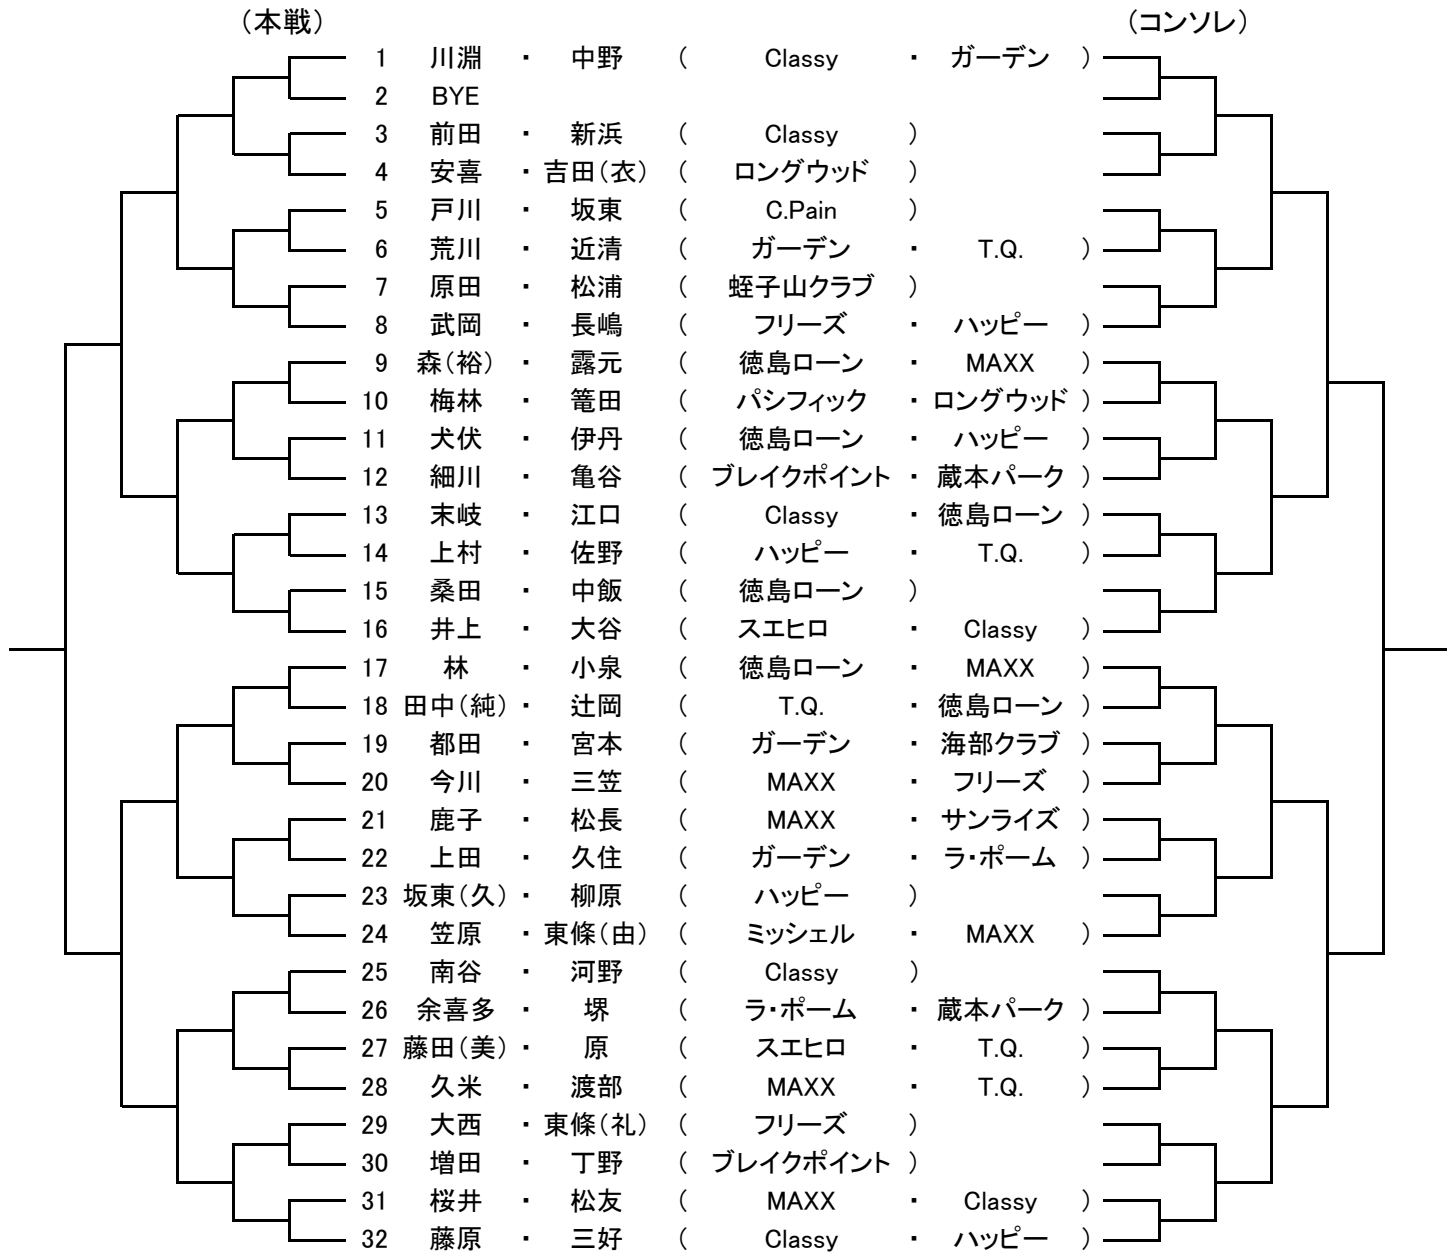 （本戦） （コンソレ）
1 川淵 ・ 中野 （ Classy ・ ガーデン ）
2 BYE
3 前田 ・ 新浜 （ Classy ）
4 安喜 ・ 吉田（衣） （ ロングウッド ）
5 戸川 ・ 坂東 （ C.Pain ）
6 荒川 ・ 近清 （ ガーデン ・ T.Q. ）
7 原田 ・ 松浦 （ 蛭子山クラブ ）
8 武岡 ・ 長嶋 （ フリーズ ・ ハッピー ）
9 森（裕） ・ 露元 （ 徳島ローン ・ MAXX ）
10 梅林 ・ 篭田 （ パシフィック ・ ロングウッド ）
11 犬伏 ・ 伊丹 （ 徳島ローン ・ ハッピー ）
12 細川 ・ 亀谷 （ ブレイクポイント ・ 蔵本パーク ）
13 末岐 ・ 江口 （ Classy ・ 徳島ローン ）
14 上村 ・ 佐野 （ ハッピー ・ T.Q. ）
15 桑田 ・ 中飯 （ 徳島ローン ）
16 井上 ・ 大谷 （ スエヒロ ・ Classy ）
17 林 ・ 小泉 （ 徳島ローン ・ MAXX ）
18 田中（純） ・ 辻岡 （ T.Q. ・ 徳島ローン ）
19 都田 ・ 宮本 （ ガーデン ・ 海部クラブ ）
20 今川 ・ 三笠 （ MAXX ・ フリーズ ）
21 鹿子 ・ 松長 （ MAXX ・ サンライズ ）
22 上田 ・ 久住 （ ガーデン ・ ラ・ポーム ）
23 坂東（久） ・ 柳原 （ ハッピー ）
24 笠原 ・ 東條（由） （ ミッシェル ・ MAXX ）
25 南谷 ・ 河野 （ Classy ）
26 余喜多 ・ 堺 （ ラ・ポーム ・ 蔵本パーク ）
27 藤田（美） ・ 原 （ スエヒロ ・ T.Q. ）
28 久米 ・ 渡部 （ MAXX ・ T.Q. ）
29 大西 ・ 東條（礼） （ フリーズ ）
30 増田 ・ 丁野 （ ブレイクポイント ）
31 桜井 ・ 松友 （ MAXX ・ Classy ）
32 藤原 ・ 三好 （ Classy ・ ハッピー ）